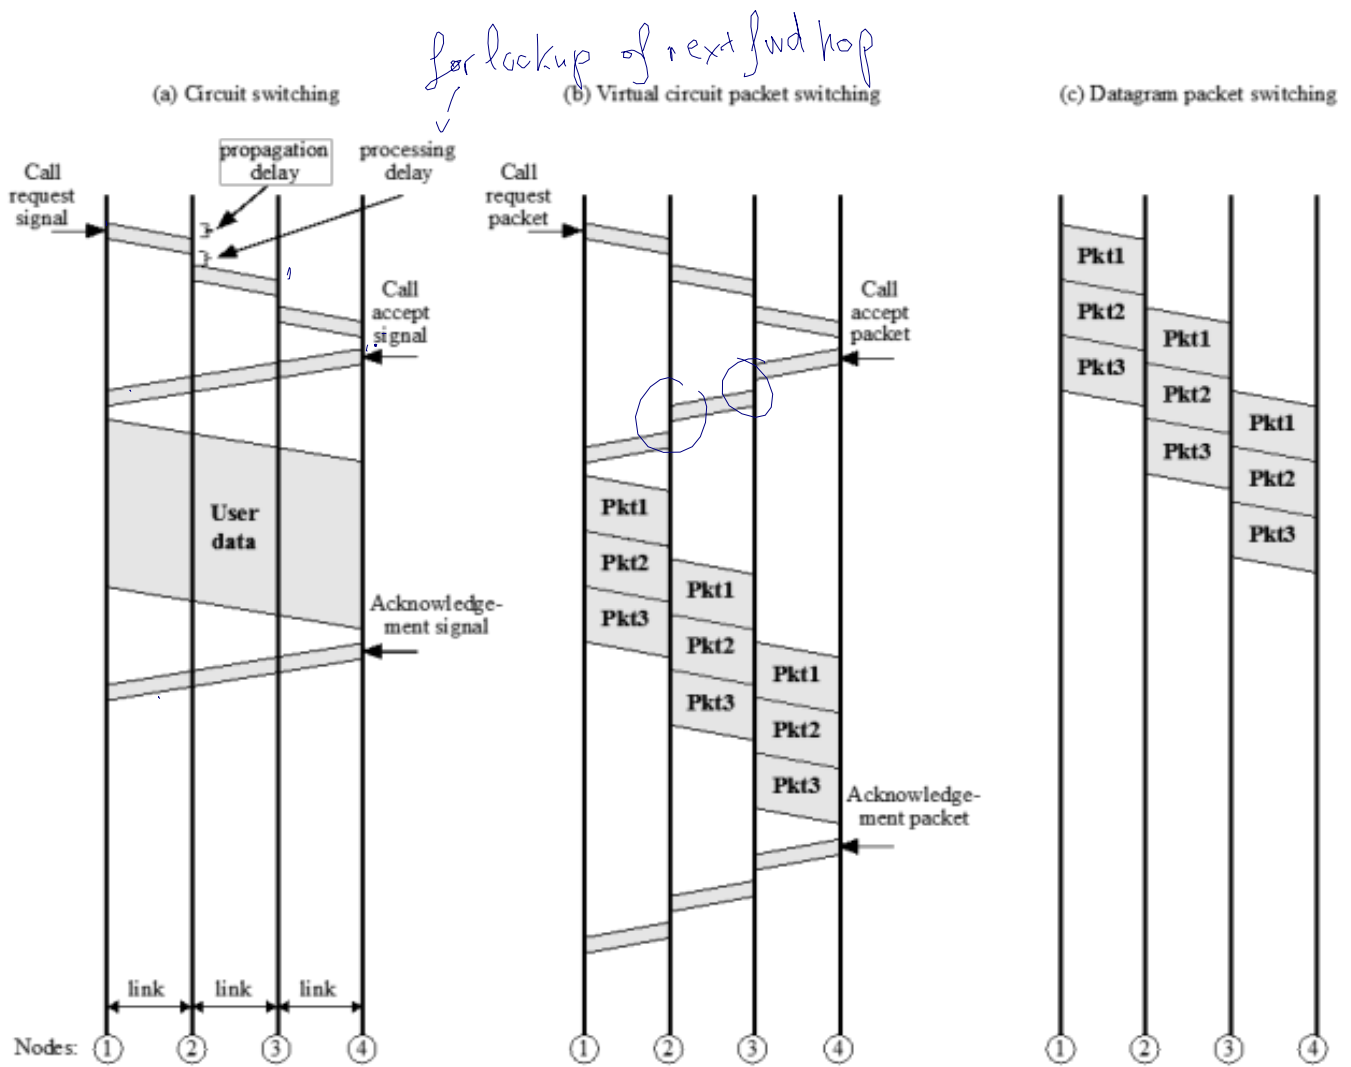 for lookup of next fwd hop
(a) Circuit switching
(b) Virtual circuit packet switching
(c) Datagram packet switching
propagation
delay
processing
delay
Call
request
signal
Call
accept
signal
User
data
Acknowledge-
ment signal
link
link
link
Call
request
packet
Call
accept
packet
Pkt1
Pkt2
Pkt3
Pkt1
Pkt2
Pkt3
Pkt1
Pkt2
Pkt3
Acknowledge-
ment packet
Pkt1
Pkt2
Pkt3
Pkt1
Pkt2
Pkt3
Pkt1
Pkt2
Pkt3
Nodes: 1 2 3 4 1 2 3 4 1 2 3 4